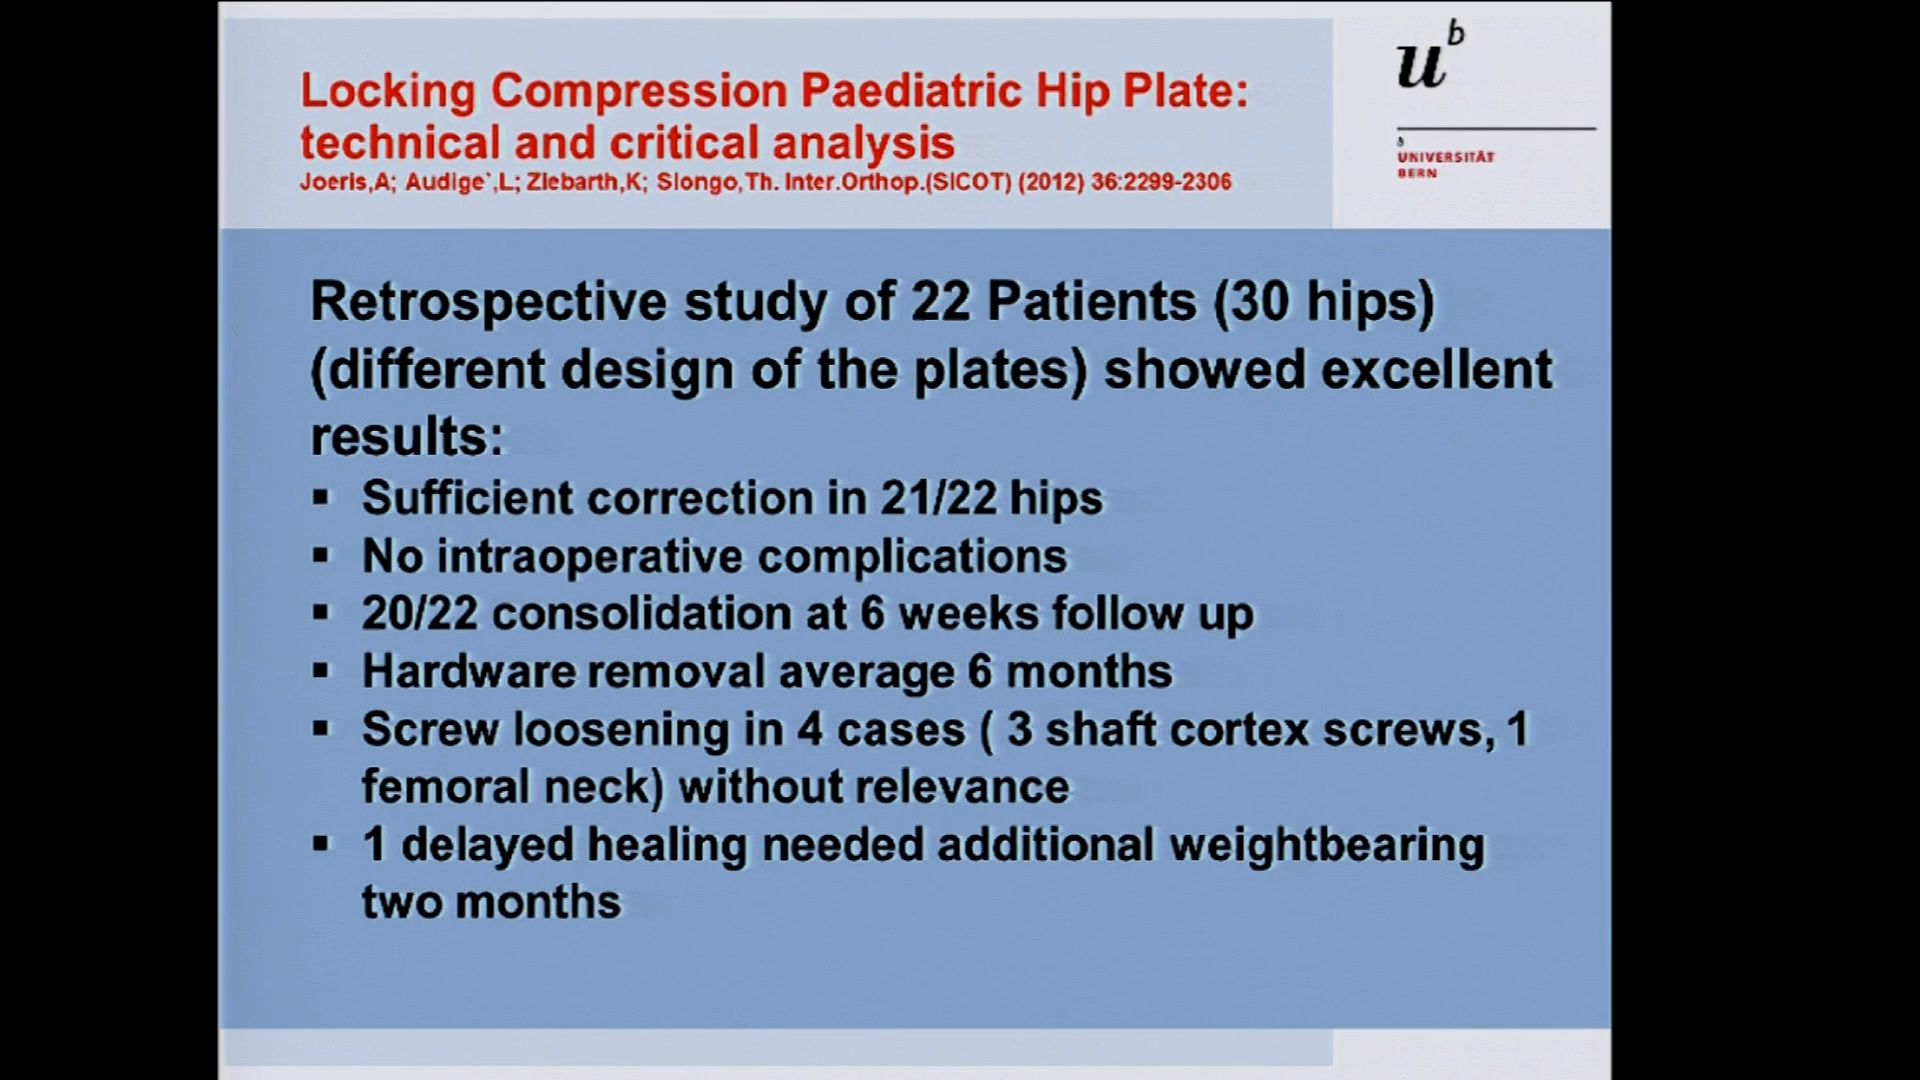 Locking Compression Paediatric Hip Plate:
technical and critical analysis
Joeris,A; Audige`,L; Ziebarth,K; Slongo,Th. Inter.Orthop.(SICOT) (2012) 36:2299-2306
u b
b
UNIVERSITÄT
BERN
Retrospective study of 22 Patients (30 hips)
(different design of the plates) showed excellent
results:
▪ Sufficient correction in 21/22 hips
▪ No intraoperative complications
▪ 20/22 consolidation at 6 weeks follow up
▪ Hardware removal average 6 months
▪ Screw loosening in 4 cases ( 3 shaft cortex screws, 1
femoral neck) without relevance
▪ 1 delayed healing needed additional weightbearing
two months